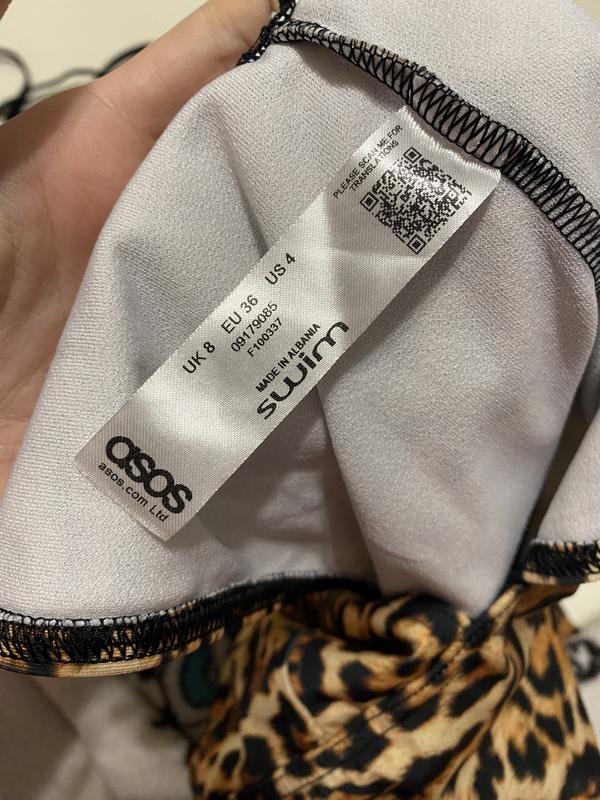 PLEASE SCAN ME FOR
TRANSLATIONS
UK 8 EU 36 US 4
09179085
F100337
MADE IN ALBANIA
swim
asos
asos.com Ltd